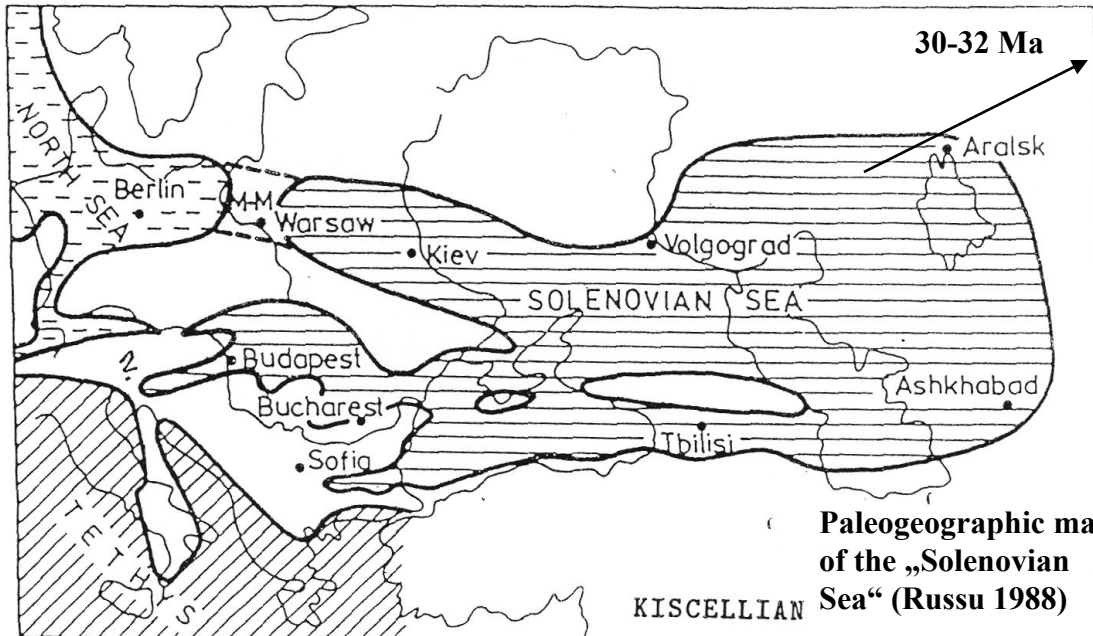 30-32 Ma
NORTH SEA
Aralsk
Berlin
M-M
Warsaw
Volgograd
Kiev
SOLENOVIAN SEA
N.
Budapest
Ashkhabad
Bucharest
Tbilisi
Sofia
TETHYS
Paleogeographic ma
of the „Solenovian
KISCELLIAN Sea“ (Russu 1988)